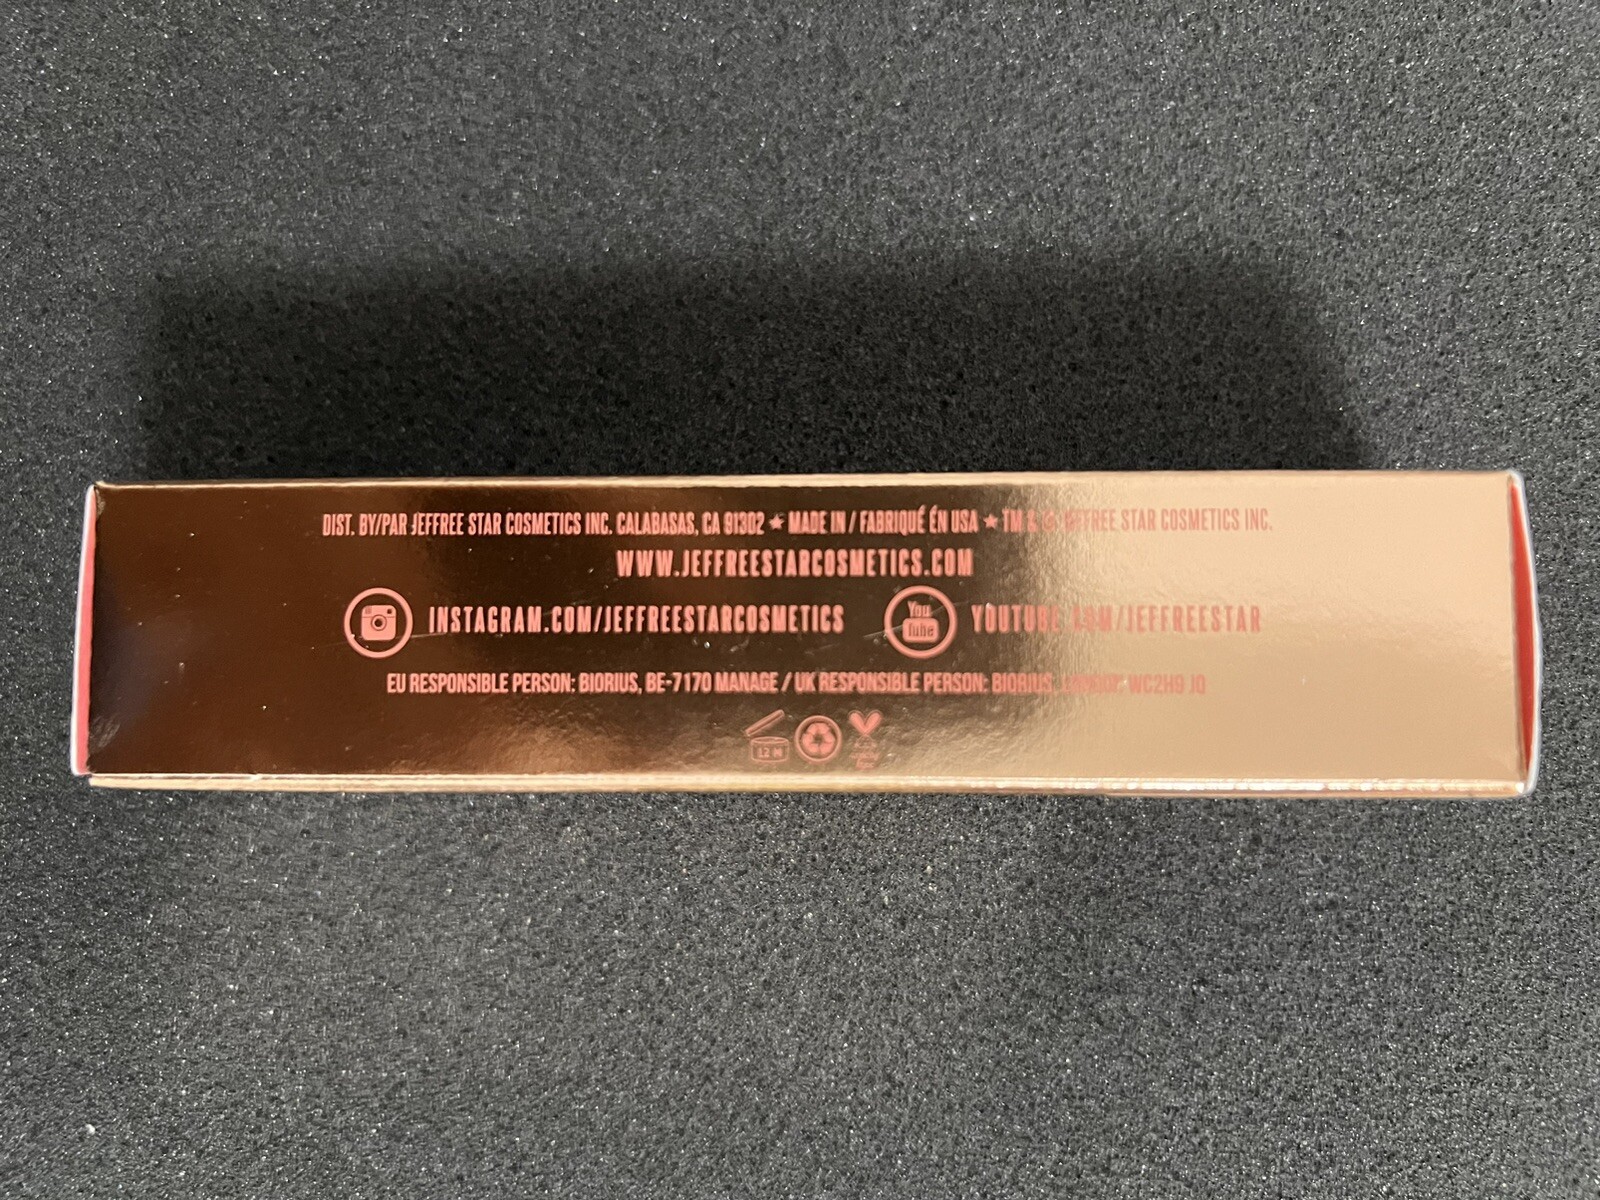 DIST. BY/PAR JEFFREE STAR COSMETICS INC. CALABASAS, CA 91302 ★ MADE IN / FABRIQUÉ ÉN USA ★ TM & © JEFFREE STAR COSMETICS INC.
WWW.JEFFREESTARCOSMETICS.COM
INSTAGRAM.COM/JEFFREESTARCOSMETICS You Tube YOUTUBE.COM/JEFFREESTAR
EU RESPONSIBLE PERSON: BIORIUS, BE-7170 MANAGE / UK RESPONSIBLE PERSON: BIORIUS, WC2H9 JQ
12 M